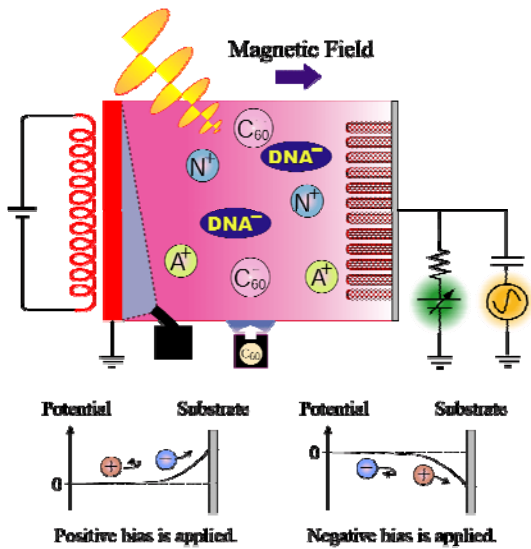 Magnetic Field
C60
DNA⁻
N⁺
N⁺
DNA⁻
A⁺
C60⁻
A⁺
C60
Potential Substrate
Potential Substrate
0
+
−
0
−
+
Positive bias is applied.
Negative bias is applied.